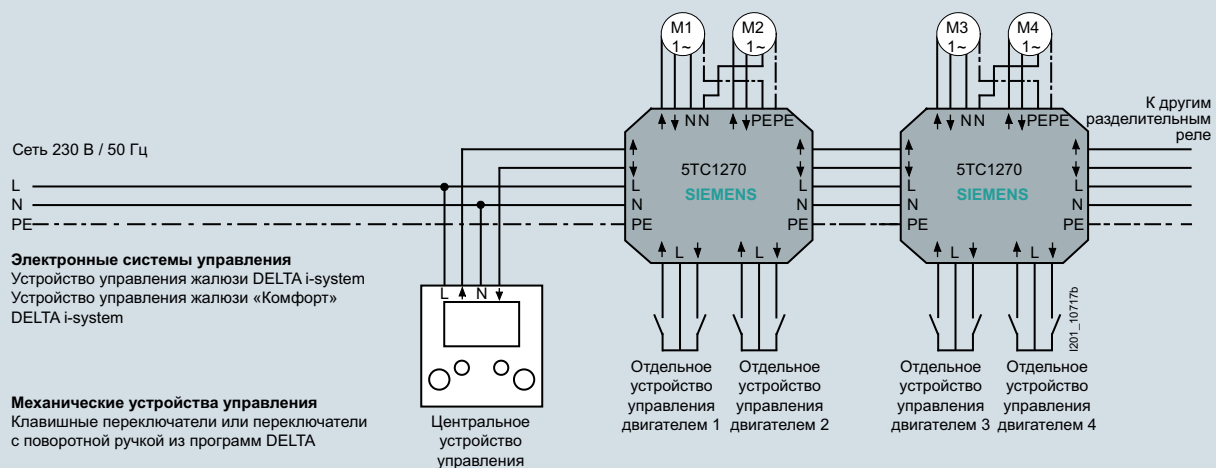 M1
1~
M2
1~
M3
1~
M4
1~
N N
PE PE
N N
PE PE
К другим
разделительным
реле
Сеть 230 В / 50 Гц
5TC1270
SIEMENS
5TC1270
SIEMENS
L
L
L
L
L
N
N
N
N
N
PE
PE
PE
PE
PE
L
L
L
L
Электронные системы управления
Устройство управления жалюзи DELTA i-system
Устройство управления жалюзи «Комфорт»
DELTA i-system
L
N
I201_10717b
Механические устройства управления
Клавишные переключатели или переключатели
с поворотной ручкой из программ DELTA
Центральное
устройство
управления
Отдельное
устройство
управления
двигателем 1
Отдельное
устройство
управления
двигателем 2
Отдельное
устройство
управления
двигателем 3
Отдельное
устройство
управления
двигателем 4